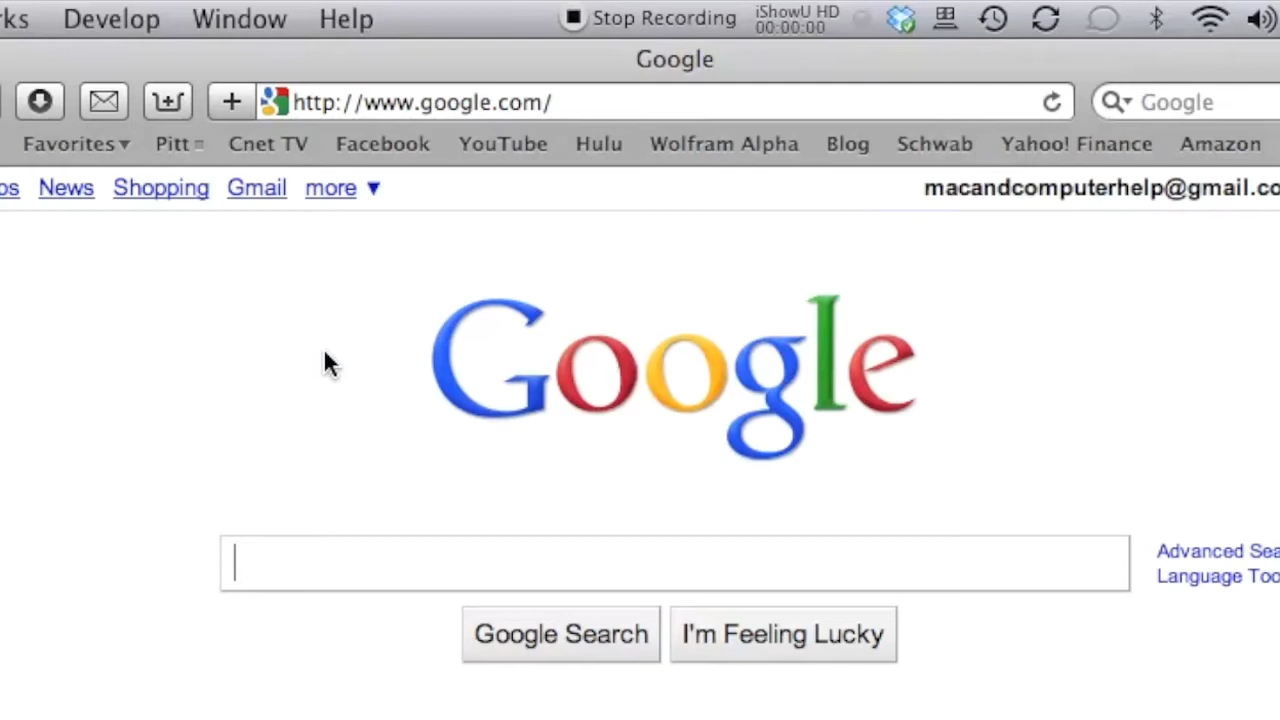 ks Develop Window Help Stop Recording iShowU HD
00:00:00
Google
http://www.google.com/ Google
Favorites Pitt Cnet TV Facebook YouTube Hulu Wolfram Alpha Blog Schwab Yahoo! Finance Amazon
os News Shopping Gmail more macandcomputerhelp@gmail.co
Google
Advanced Sea
Language Too
Google Search I'm Feeling Lucky